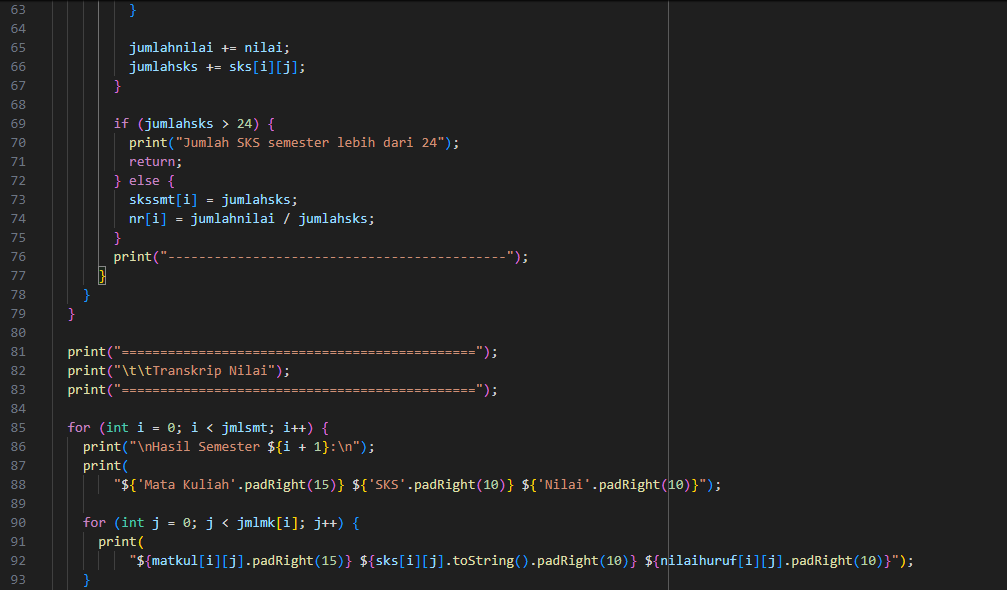 63 }
64
65 jumlahnilai += nilai;
66 jumlahsks += sks[i][j];
67 }
68
69 if (jumlahsks > 24) {
70 print("Jumlah SKS semester lebih dari 24");
71 return;
72 } else {
73 skssmt[i] = jumlahsks;
74 nr[i] = jumlahnilai / jumlahsks;
75 }
76 print("--------------------------------------------");
77 }
78 }
79 }
80
81 print("==============================================");
82 print("\t\tTranskrip Nilai");
83 print("==============================================");
84
85 for (int i = 0; i < jmlsmt; i++) {
86 print("\nHasil Semester ${i + 1}:\n");
87 print(
88 "${'Mata Kuliah'.padRight(15)} ${'SKS'.padRight(10)} ${'Nilai'.padRight(10)}");
89
90 for (int j = 0; j < jmlmk[i]; j++) {
91 print(
92 "${matkul[i][j].padRight(15)} ${sks[i][j].toString().padRight(10)} ${nilaihuruf[i][j].padRight(10)}");
93 }